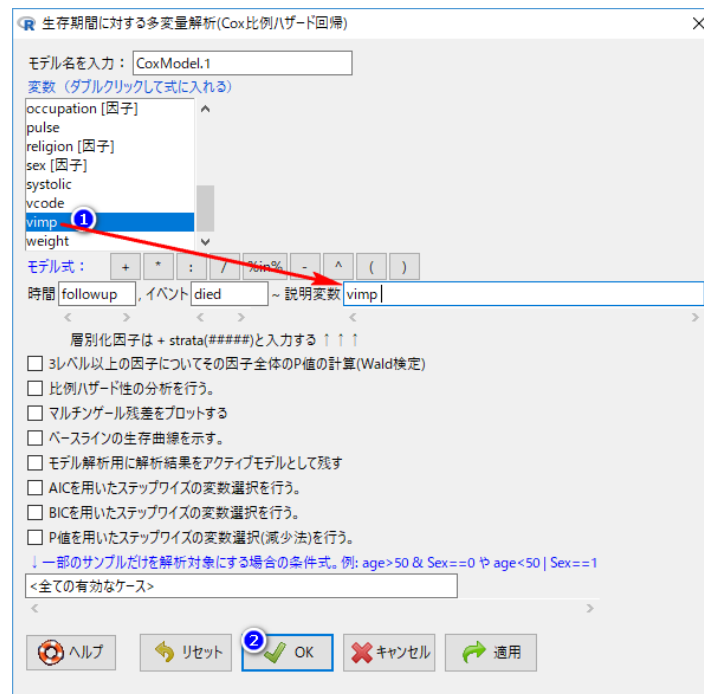 生存期間に対する多変量解析(Cox比例ハザード回帰)
モデル名を入力： CoxModel.1
変数（ダブルクリックして式に入れる）
occupation [因子]
pulse
religion [因子]
sex [因子]
systolic
vcode
vimp
1
weight
モデル式： + * : / %in% - ^ ( )
時間 followup , イベント died ~ 説明変数 vimp
層別化因子は + strata(#####)と入力する ↑ ↑ ↑
3レベル以上の因子についてその因子全体のP値の計算(Wald検定)
比例ハザード性の分析を行う。
マルチンゲール残差をプロットする
ベースラインの生存曲線を示す。
モデル解析用に解析結果をアクティブモデルとして残す
AICを用いたステップワイズの変数選択を行う。
BICを用いたステップワイズの変数選択を行う。
P値を用いたステップワイズの変数選択(減少法)を行う。
↓一部のサンプルだけを解析対象にする場合の条件式。例: age>50 & Sex==0 や age<50 | Sex==1
<全ての有効なケース>
ヘルプ リセット 2 OK キャンセル 適用